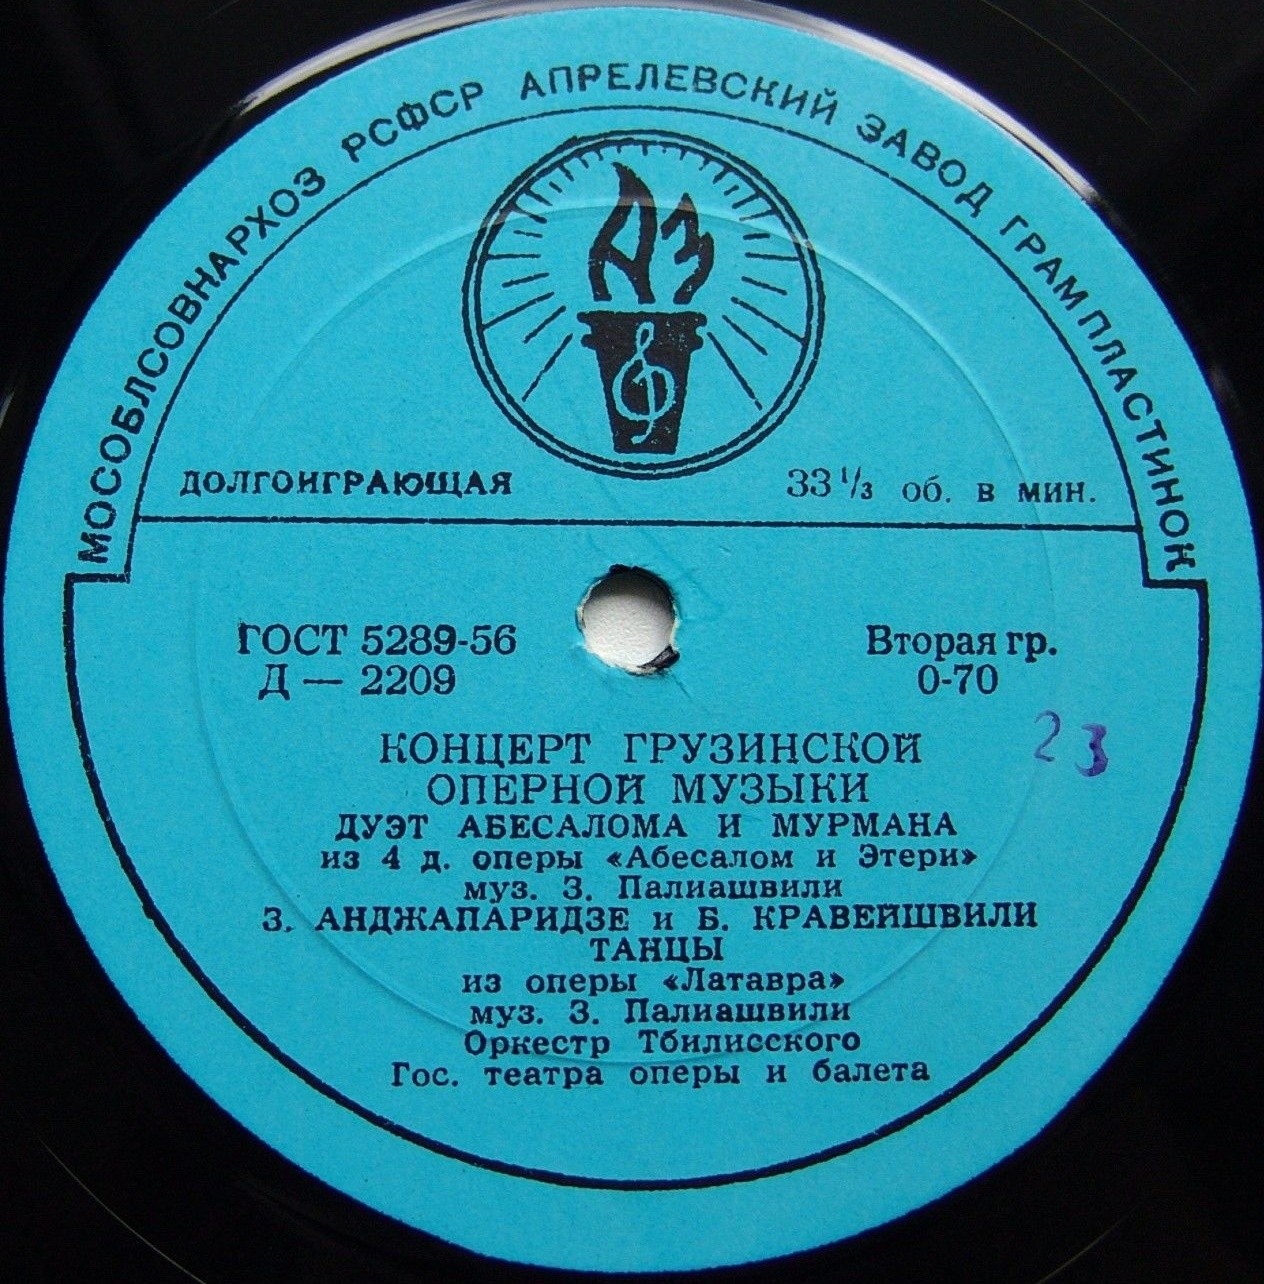 МОСОБЛСОВНАРХОЗ РСФСР АПРЕЛЕВСКИЙ ЗАВОД ГРАМПЛАСТИНОК
АЗ
ДОЛГОИГРАЮЩАЯ 33 1/3 об. в мин.
ГОСТ 5289-56 Вторая гр.
Д — 2209 0-70
23
КОНЦЕРТ ГРУЗИНСКОЙ
ОПЕРНОЙ МУЗЫКИ
ДУЭТ АБЕСАЛОМА И МУРМАНА
из 4 д. оперы «Абесалом и Этери»
муз. З. Палиашвили
З. АНДЖАПАРИДЗЕ и Б. КРАВЕЙШВИЛИ
ТАНЦЫ
из оперы «Латавра»
муз. З. Палиашвили
Оркестр Тбилисского
Гос. театра оперы и балета